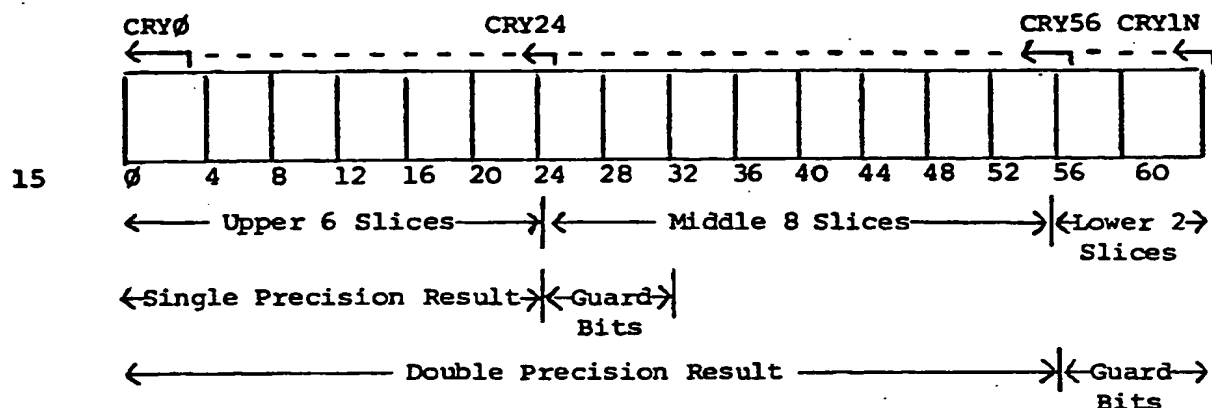 CRYØ CRY24 CRY56 CRY1N
15
Ø 4 8 12 16 20 24 28 32 36 40 44 48 52 56 60
Upper 6 Slices Middle 8 Slices Lower 2
Slices
Single Precision Result Guard
Bits
Double Precision Result Guard
Bits